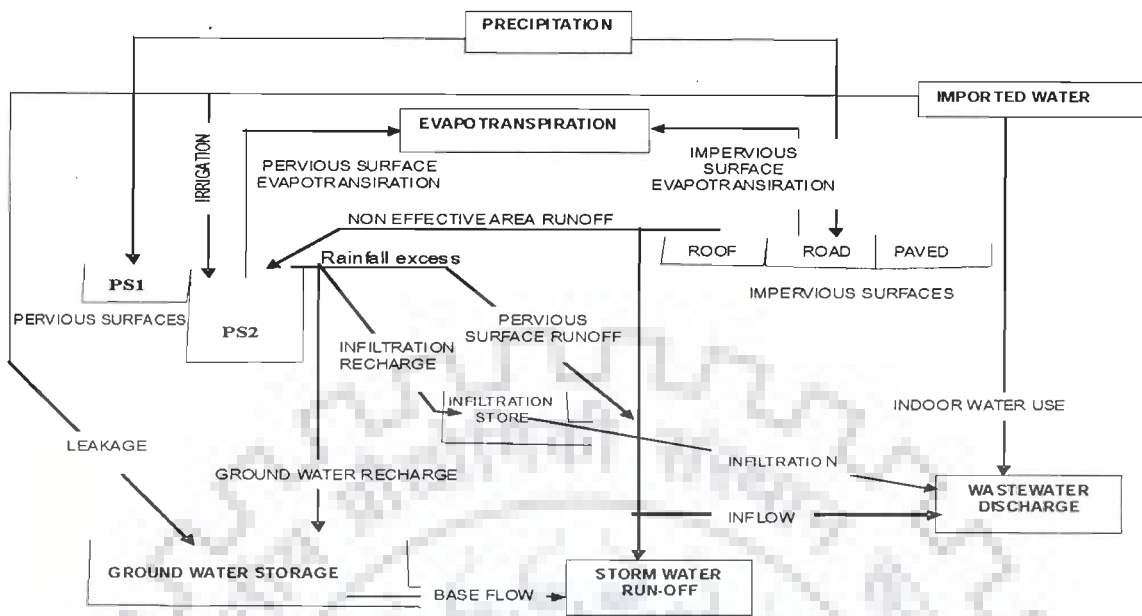 PRECIPITATION
IMPORTED WATER
EVAPOTRANSPIRATION
IRRIGATION
PERVIOUS SURFACE
EVAPOTRANSIRATION
IMPERVIOUS
SURFACE
EVAPOTRANSIRATION
NON EFFECTIVE AREA RUNOFF
ROOF
ROAD
PAVED
Rainfall excess
PS1
IMPERVIOUS SURFACES
PERVIOUS SURFACES
PS2
PERVIOUS
SURFACE RUNOFF
INFILTRATION
RECHARGE
INFILTRATION
STORE
INDOOR WATER USE
LEAKAGE
GROUND WATER RECHARGE
INFILTRATION
WASTEWATER
DISCHARGE
INFLOW
GROUND WATER STORAGE
STORM WATER
RUN-OFF
BASE FLOW